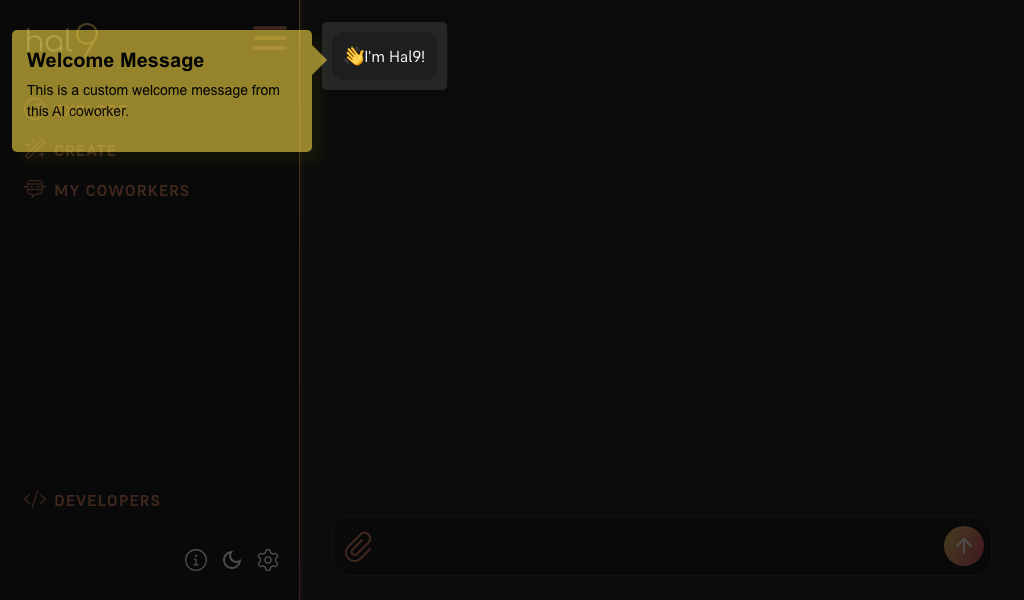 hal9
Welcome Message
This is a custom welcome message from
this AI coworker.
CREATE
MY COWORKERS
DEVELOPERS
👋I'm Hal9!